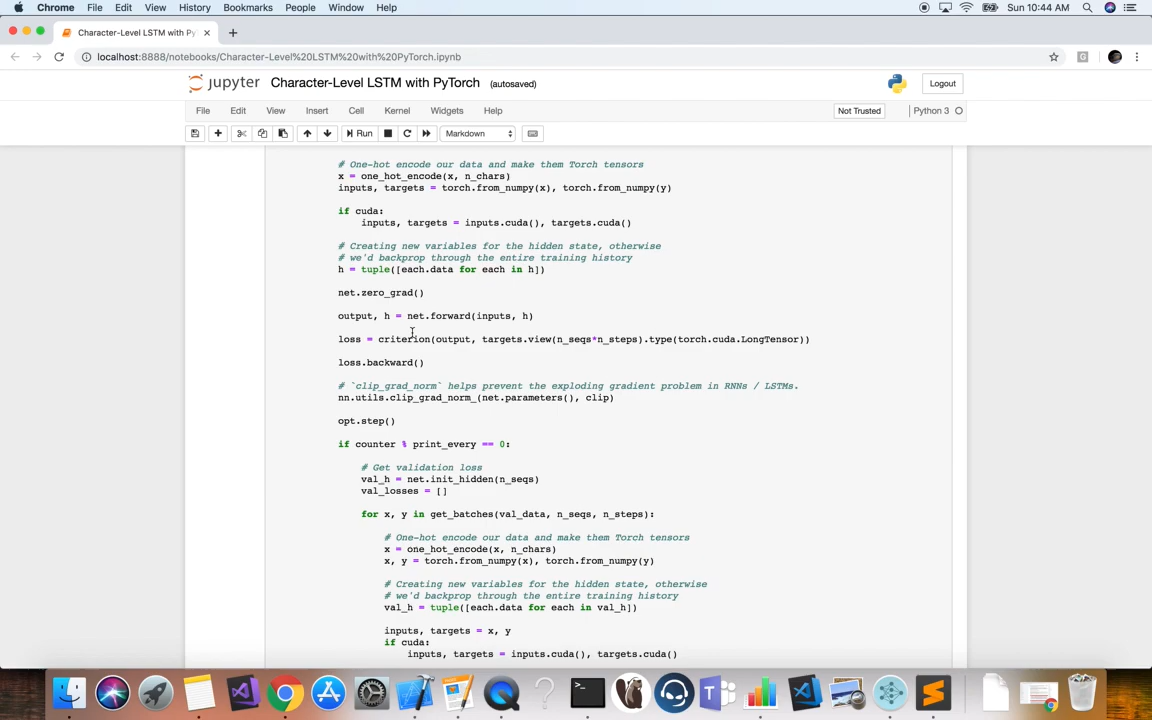 Chrome File Edit View History Bookmarks People Window Help Sun 10:44 AM
Character-Level LSTM with Py
localhost:8888/notebooks/Character-Level%20LSTM%20with%20PyTorch.ipynb
jupyter Character-Level LSTM with PyTorch (autosaved) Logout
File Edit View Insert Cell Kernel Widgets Help Not Trusted Python 3
Run Markdown
# One-hot encode our data and make them Torch tensors
x = one_hot_encode(x, n_chars)
inputs, targets = torch.from_numpy(x), torch.from_numpy(y)
if cuda:
inputs, targets = inputs.cuda(), targets.cuda()
# Creating new variables for the hidden state, otherwise
# we'd backprop through the entire training history
h = tuple([each.data for each in h])
net.zero_grad()
output, h = net.forward(inputs, h)
loss = criterion(output, targets.view(n_seqs*n_steps).type(torch.cuda.LongTensor))
loss.backward()
# `clip_grad_norm` helps prevent the exploding gradient problem in RNNs / LSTMs.
nn.utils.clip_grad_norm_(net.parameters(), clip)
opt.step()
if counter % print_every == 0:
# Get validation loss
val_h = net.init_hidden(n_seqs)
val_losses = []
for x, y in get_batches(val_data, n_seqs, n_steps):
# One-hot encode our data and make them Torch tensors
x = one_hot_encode(x, n_chars)
x, y = torch.from_numpy(x), torch.from_numpy(y)
# Creating new variables for the hidden state, otherwise
# we'd backprop through the entire training history
val_h = tuple([each.data for each in val_h])
inputs, targets = x, y
if cuda:
inputs, targets = inputs.cuda(), targets.cuda()